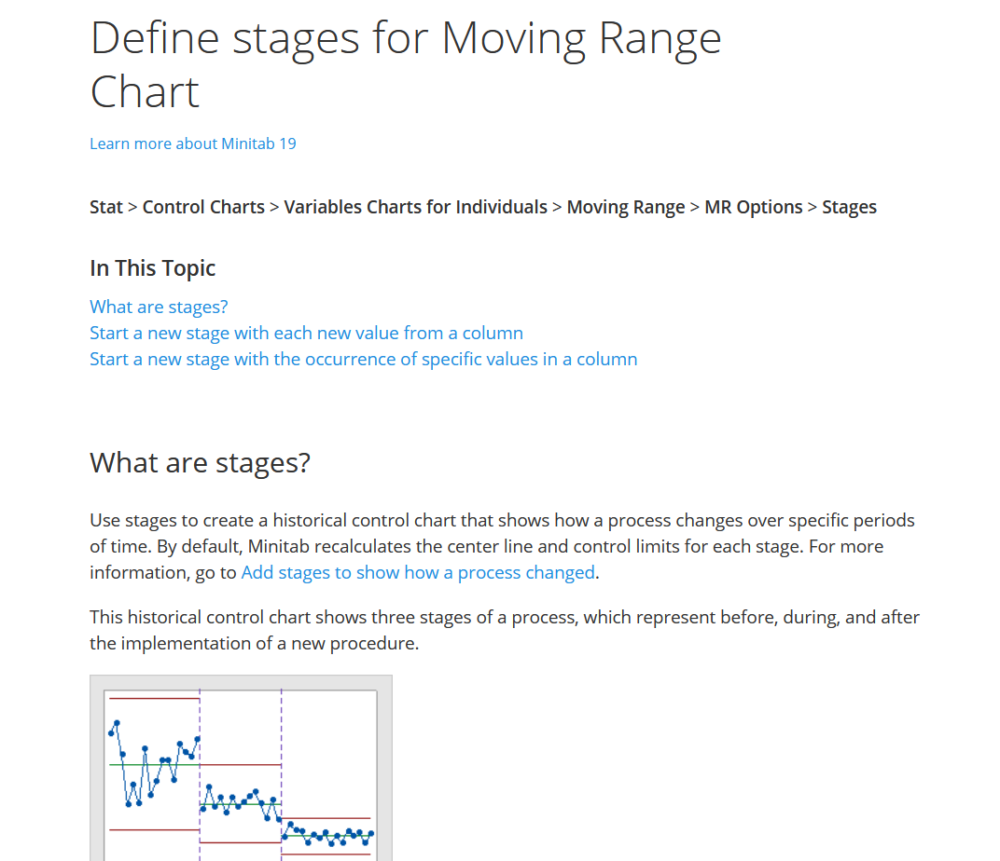 Define stages for Moving Range
Chart
Learn more about Minitab 19
Stat > Control Charts > Variables Charts for Individuals > Moving Range > MR Options > Stages
In This Topic
What are stages?
Start a new stage with each new value from a column
Start a new stage with the occurrence of specific values in a column
What are stages?
Use stages to create a historical control chart that shows how a process changes over specific periods
of time. By default, Minitab recalculates the center line and control limits for each stage. For more
information, go to Add stages to show how a process changed.
This historical control chart shows three stages of a process, which represent before, during, and after
the implementation of a new procedure.